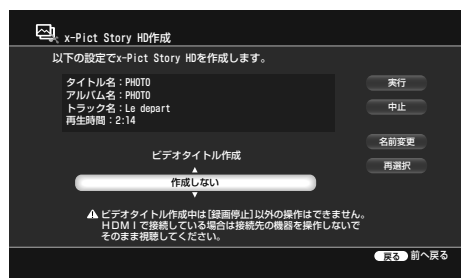 x-Pict Story HD作成
以下の設定でx-Pict Story HDを作成します。
タイトル名：PHOTO
アルバム名：PHOTO
トラック名：Le depart
再生時間：2:14
実行
中止
名前変更
再選択
ビデオタイトル作成
作成しない
ビデオタイトル作成中は[録画停止]以外の操作はできません。
HDMIで接続している場合は接続先の機器を操作しないで
そのまま視聴してください。
戻る 前へ戻る